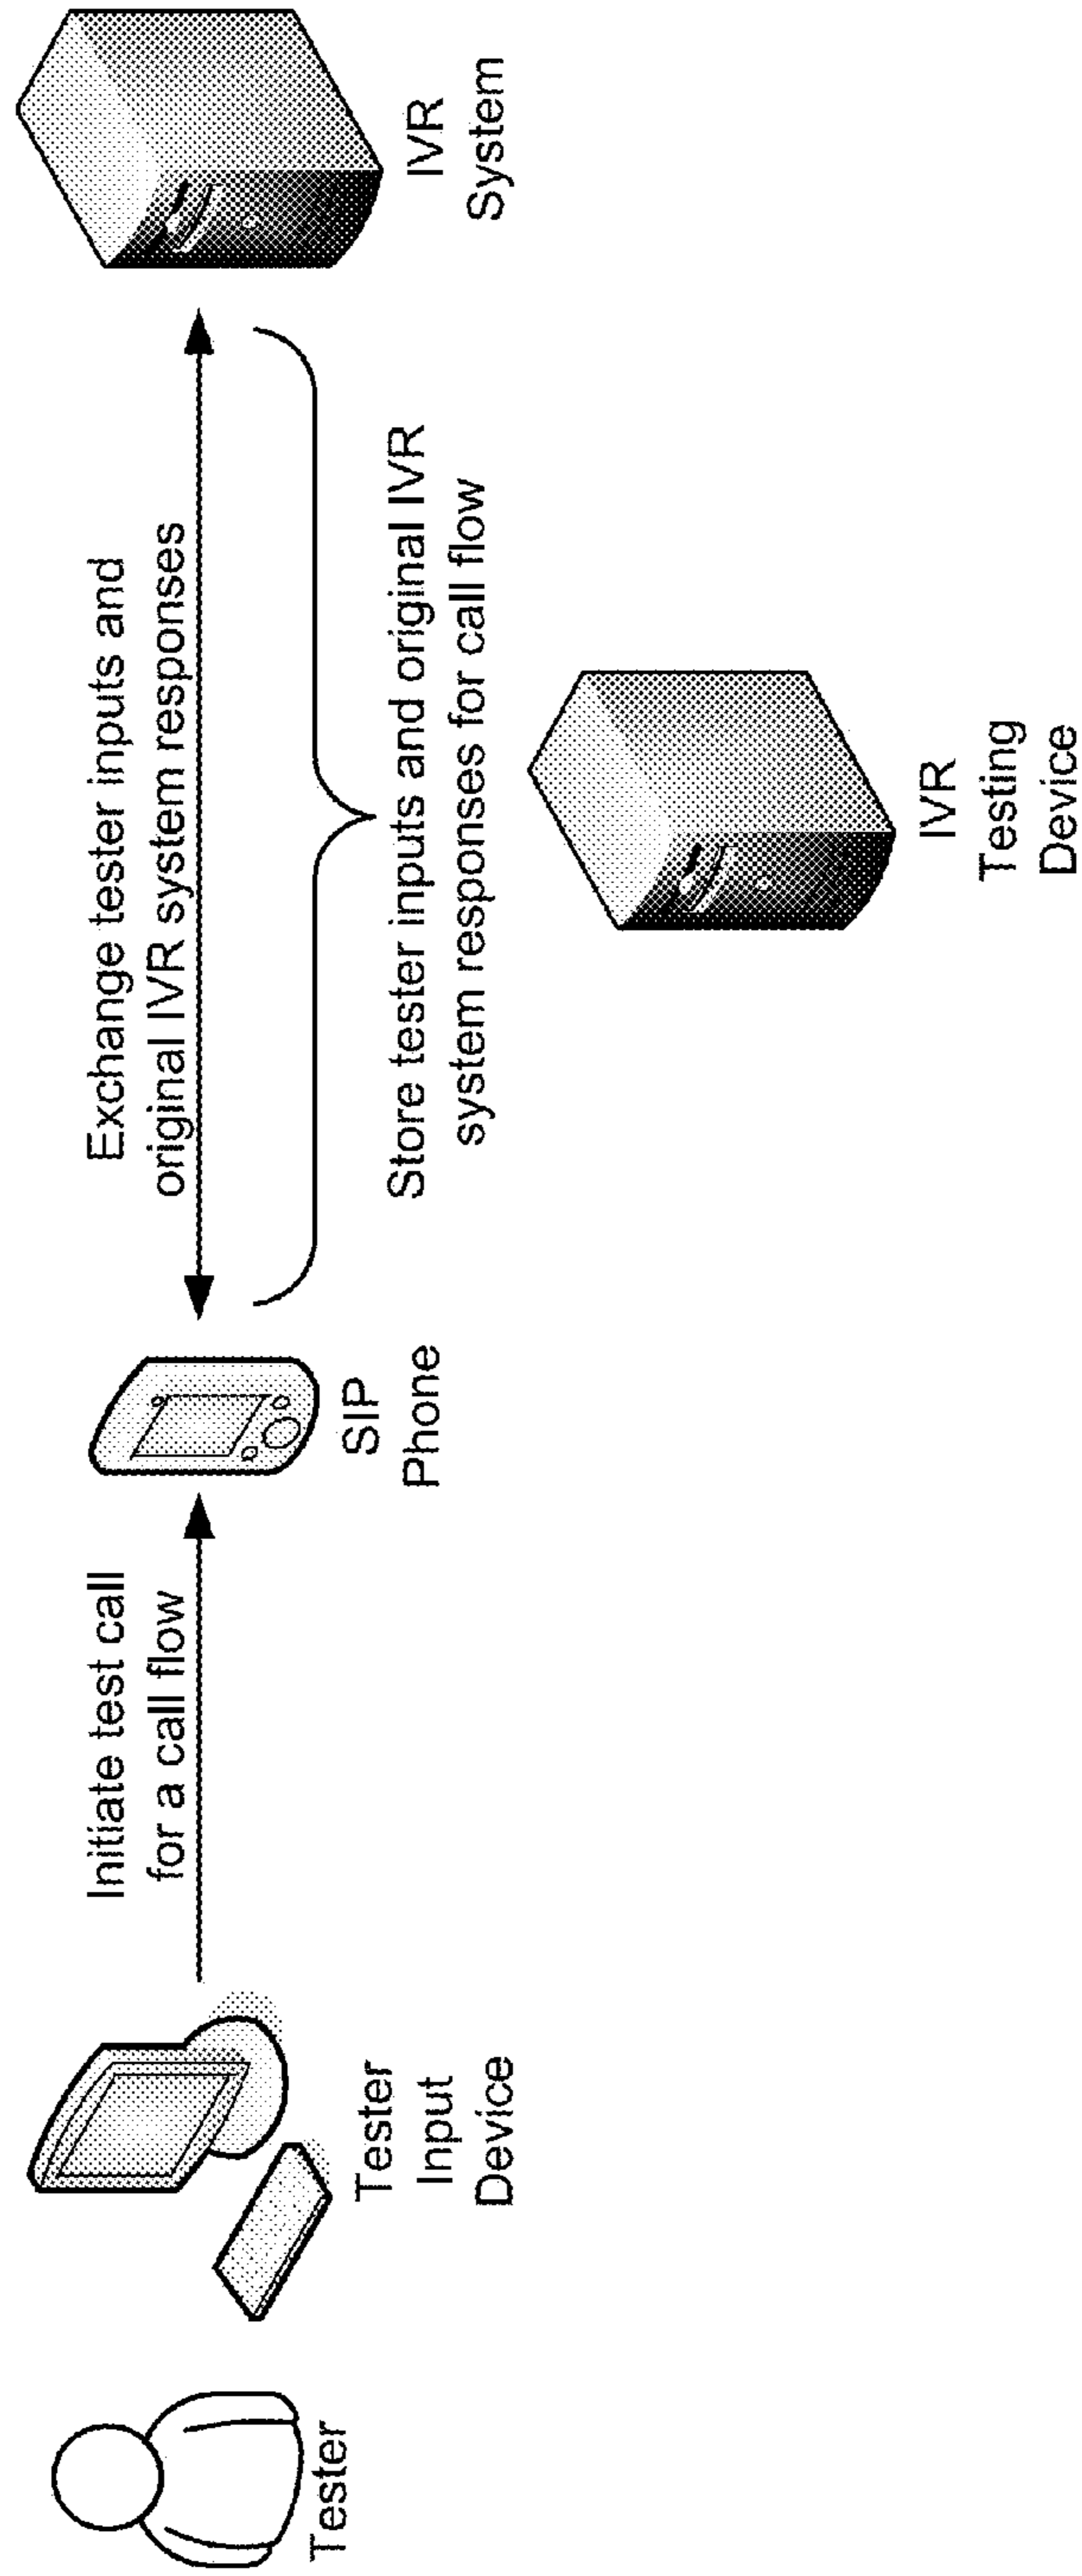 Initiate test call
for a call flow
Exchange tester inputs and
original IVR system responses
Tester
Tester
Input
Device
SIP
Phone
Store tester inputs and original IVR
system responses for call flow
IVR
System
IVR
Testing
Device